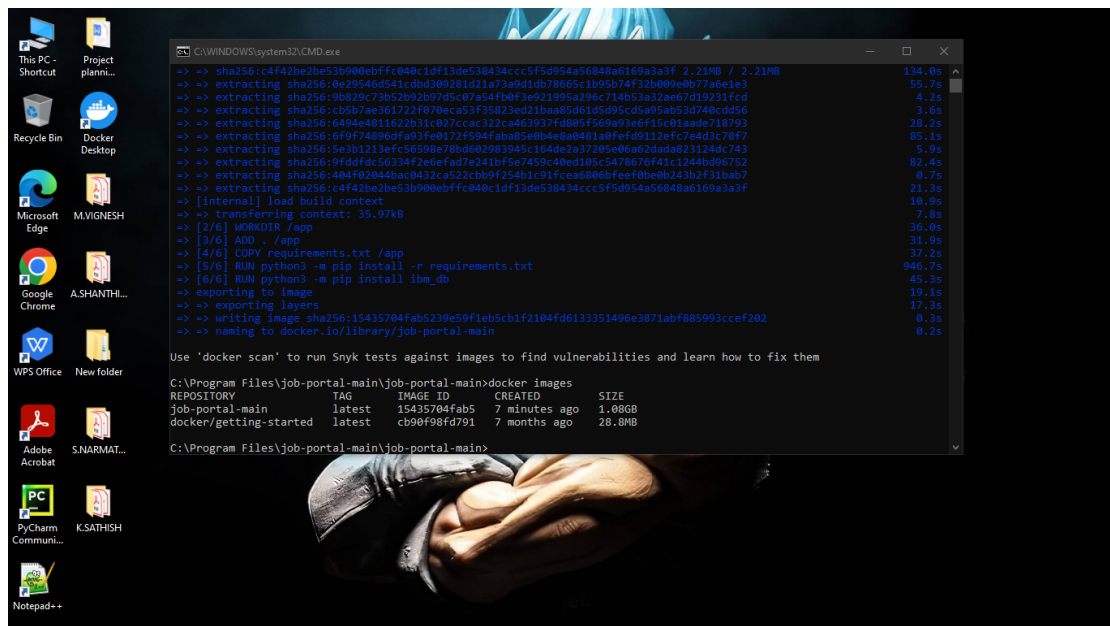 This PC -
Shortcut
Project
planni...
Recycle Bin
Docker
Desktop
Microsoft
Edge
M.VIGNESH
Google
Chrome
A.SHANTHI...
WPS Office
New folder
Adobe
Acrobat
S.NARMAT...
PC
PyCharm
Communi...
K.SATHISH
Notepad++
C:\WINDOWS\system32\CMD.exe
=> => sha256:c4f42be2be53b900ebffc040c1df13de538434ccc5f5d954a56848a6169a3a3f 2.21MB / 2.21MB 134.0s
=> => extracting sha256:0e29546d541cdbd309281d21a73a9d1db78665c1b95b74f32b009e0b77a6e1e3 55.7s
=> => extracting sha256:9b829c73b52b92b97d5c07a54fb0f3e921995a296c714b53a32ae67d19231fcd 4.2s
=> => extracting sha256:cb5b7ae361722f070eca53f35823ed21baa85d61d5d95cd5a95ab53d740cdd56 3.6s
=> => extracting sha256:6494e4811622b31c027ccac322ca463937fd805f569a93e6f15c01aade718793 28.2s
=> => extracting sha256:6f9f74896dfa93fe0172f594faba85e0b4e8a0481a0fefd9112efc7e4d3c78f7 85.1s
=> => extracting sha256:5e3b1213efc56598e78bd602983945c164de2a37205e06a62dada823124dc743 5.9s
=> => extracting sha256:9fddfdc56334f2e6efad7e241bf5e7459c40ed105c5478676f41c1244bd96752 82.4s
=> => extracting sha256:404f02044bac0432ca522cbb9f254b1c91fcea6806bfeef0be0b243b2f31bab7 0.7s
=> => extracting sha256:c4f42be2be53b900ebffc040c1df13de538434ccc5f5d954a56848a6169a3a3f 21.3s
=> [internal] load build context 10.9s
=> => transferring context: 35.97kB 7.8s
=> [2/6] WORKDIR /app 36.0s
=> [3/6] ADD . /app 31.9s
=> [4/6] COPY requirements.txt /app 37.2s
=> [5/6] RUN python3 -m pip install -r requirements.txt 946.7s
=> [6/6] RUN python3 -m pip install ibm_db 45.3s
=> exporting to image 19.1s
=> => exporting layers 17.3s
=> => writing image sha256:15435704fab5239e59f1eb5cb1f2104fd6133351496e3871abf885993ccef202 0.3s
=> => naming to docker.io/library/job-portal-main 0.2s
Use 'docker scan' to run Snyk tests against images to find vulnerabilities and learn how to fix them
C:\Program Files\job-portal-main\job-portal-main>docker images
REPOSITORY TAG IMAGE ID CREATED SIZE
job-portal-main latest 15435704fab5 7 minutes ago 1.08GB
docker/getting-started latest cb90f98fd791 7 months ago 28.8MB
C:\Program Files\job-portal-main\job-portal-main>